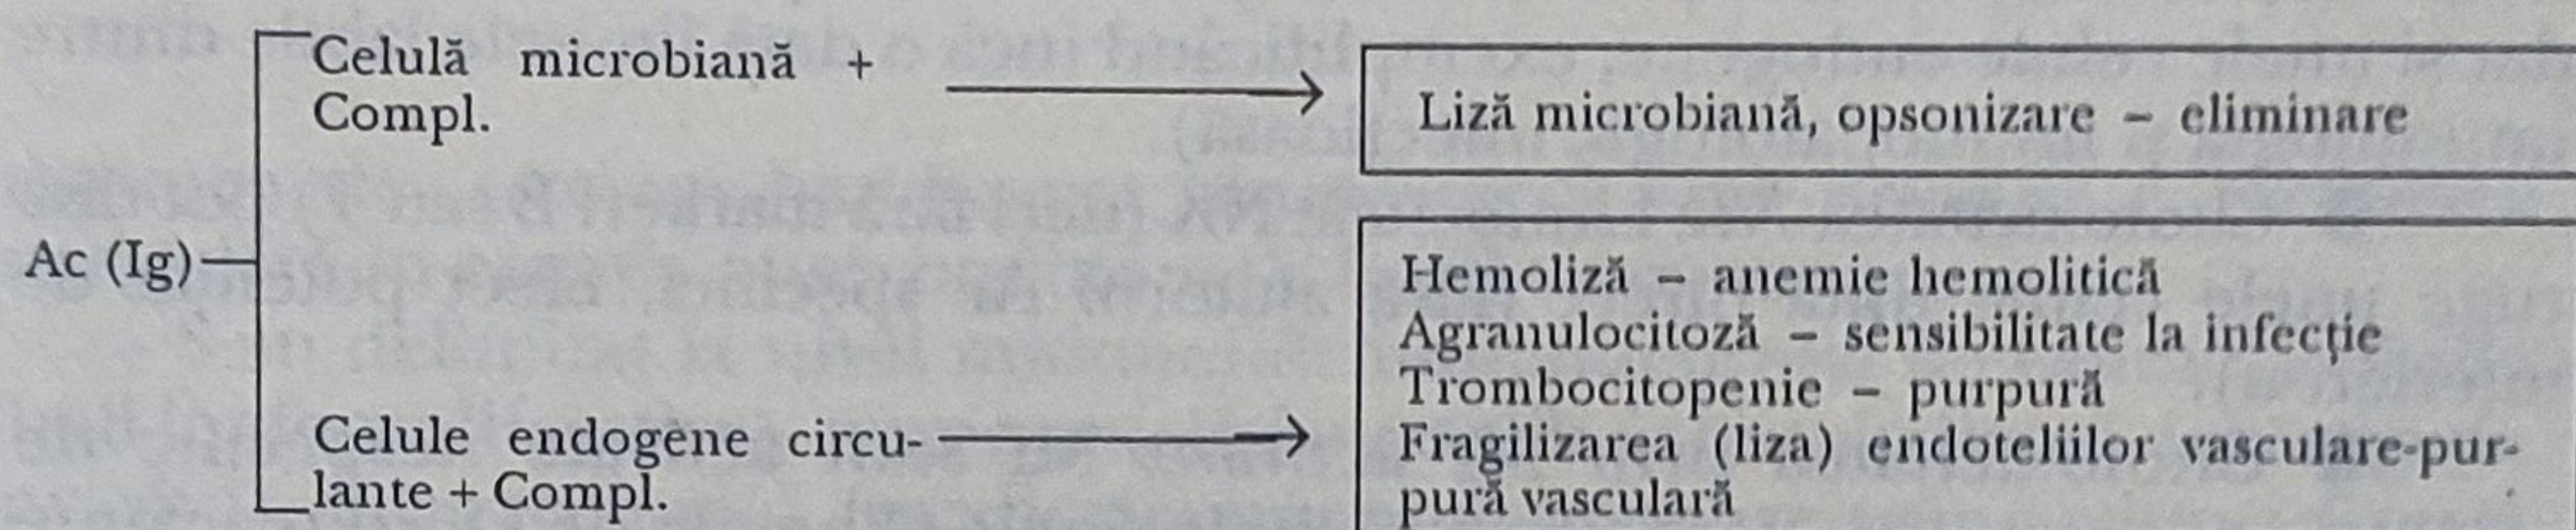 Celulă microbiană +
Compl.
Liză microbiană, opsonizare – eliminare
Ac (Ig)
Celule endogene circu-
lante + Compl.
Hemoliză – anemie hemolitică
Agranulocitoză – sensibilitate la infecție
Trombocitopenie – purpură
Fragilizarea (liza) endoteliilor vasculare-pur-
pură vasculară